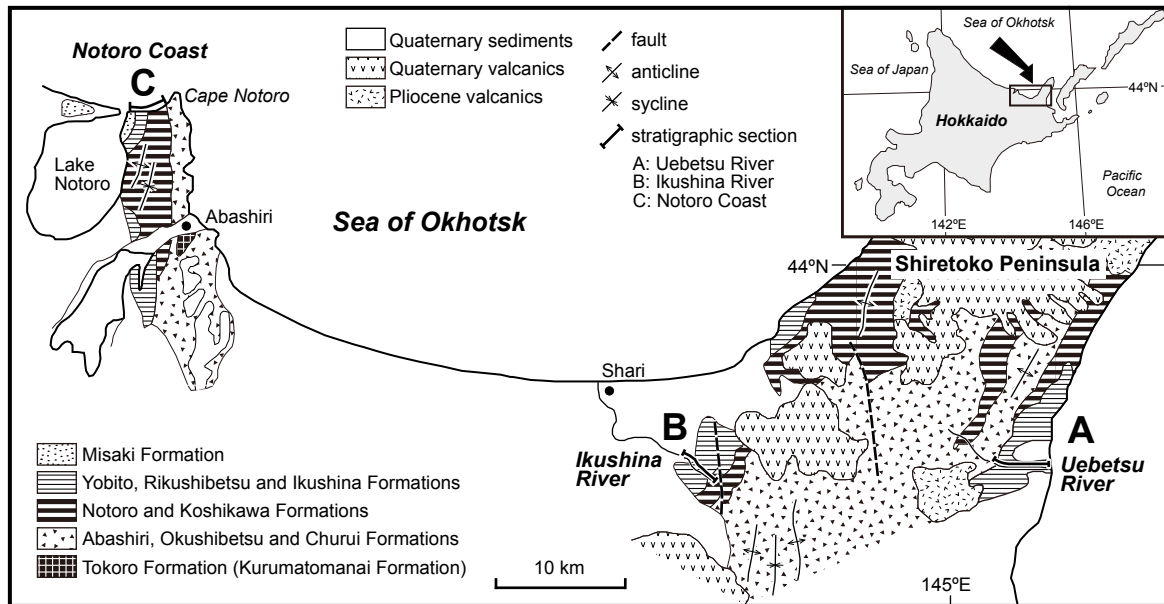 Notoro Coast
C
Cape Notoro
Lake
Notoro
Abashiri
Sea of Okhotsk
Quaternary sediments
Quaternary valcanics
Pliocene valcanics
fault
anticline
sycline
stratigraphic section
A: Uebetsu River
B: Ikushina River
C: Notoro Coast
Sea of Okhotsk
Sea of Japan
44ºN
Hokkaido
Pacific
Ocean
142ºE
146ºE
44ºN
Shiretoko Peninsula
Shari
B
Ikushina
River
A
Uebetsu
River
Misaki Formation
Yobito, Rikushibetsu and Ikushina Formations
Notoro and Koshikawa Formations
Abashiri, Okushibetsu and Churui Formations
Tokoro Formation (Kurumatomanai Formation)
10 km
145ºE